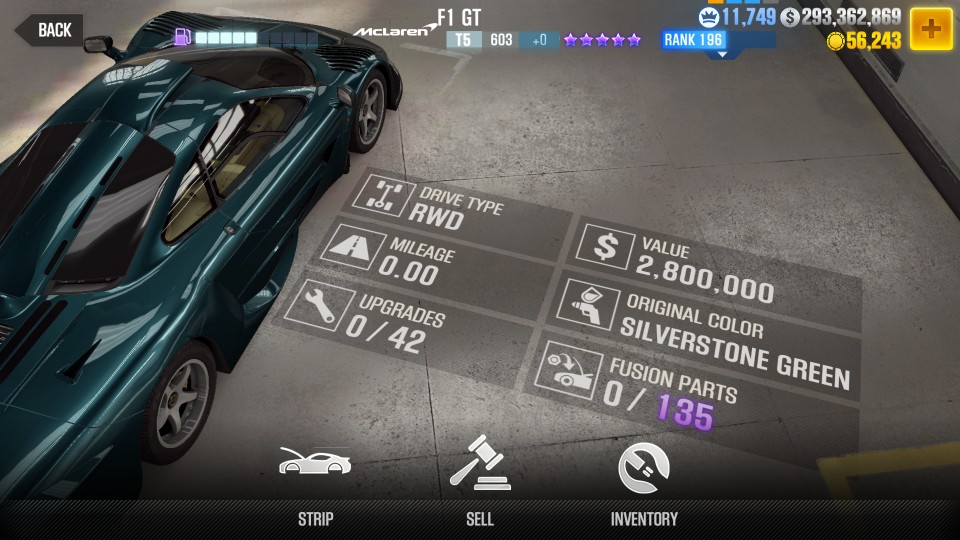 BACK
F1 GT
McLaren
T5 603 +0
RANK 196
11,749 $ 293,362,869
56,243
+
DRIVE TYPE
RWD
MILEAGE
0.00
UPGRADES
0 / 42
$
VALUE
2,800,000
ORIGINAL COLOR
SILVERSTONE GREEN
FUSION PARTS
0 / 135
STRIP
SELL
INVENTORY